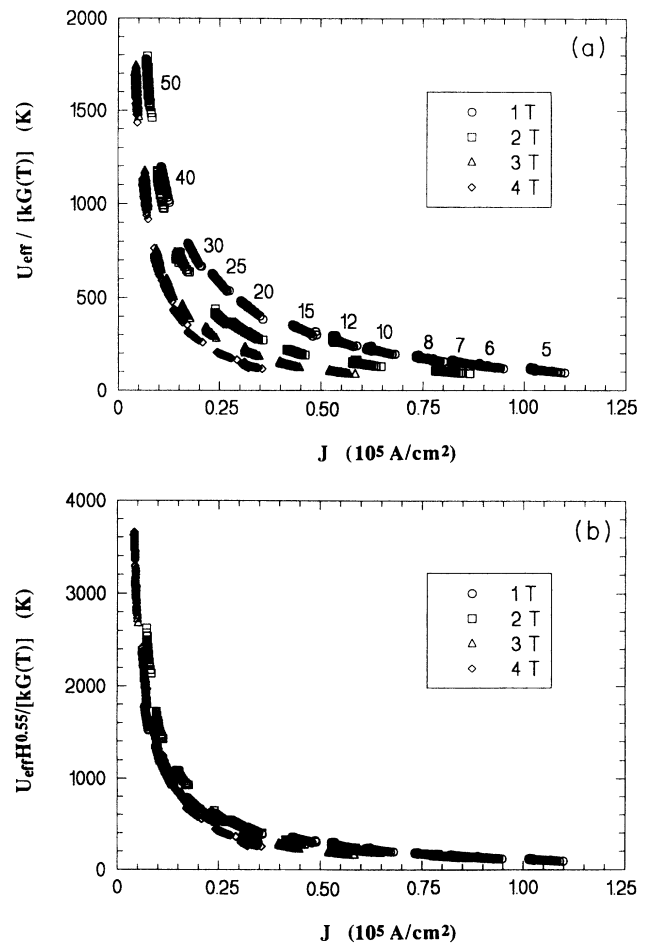 (a)
2000
1500
1000
500
0
Ueff / [kG(T)] (K)
50
40
30
25
20
15
12
10
8
7
6
5
1 T
2 T
3 T
4 T
0 0.25 0.50 0.75 1.00 1.25
J (10⁵ A/cm²)
(b)
4000
3000
2000
1000
0
UeffH^0.55/[kG(T)] (K)
1 T
2 T
3 T
4 T
0 0.25 0.50 0.75 1.00 1.25
J (10⁵ A/cm²)